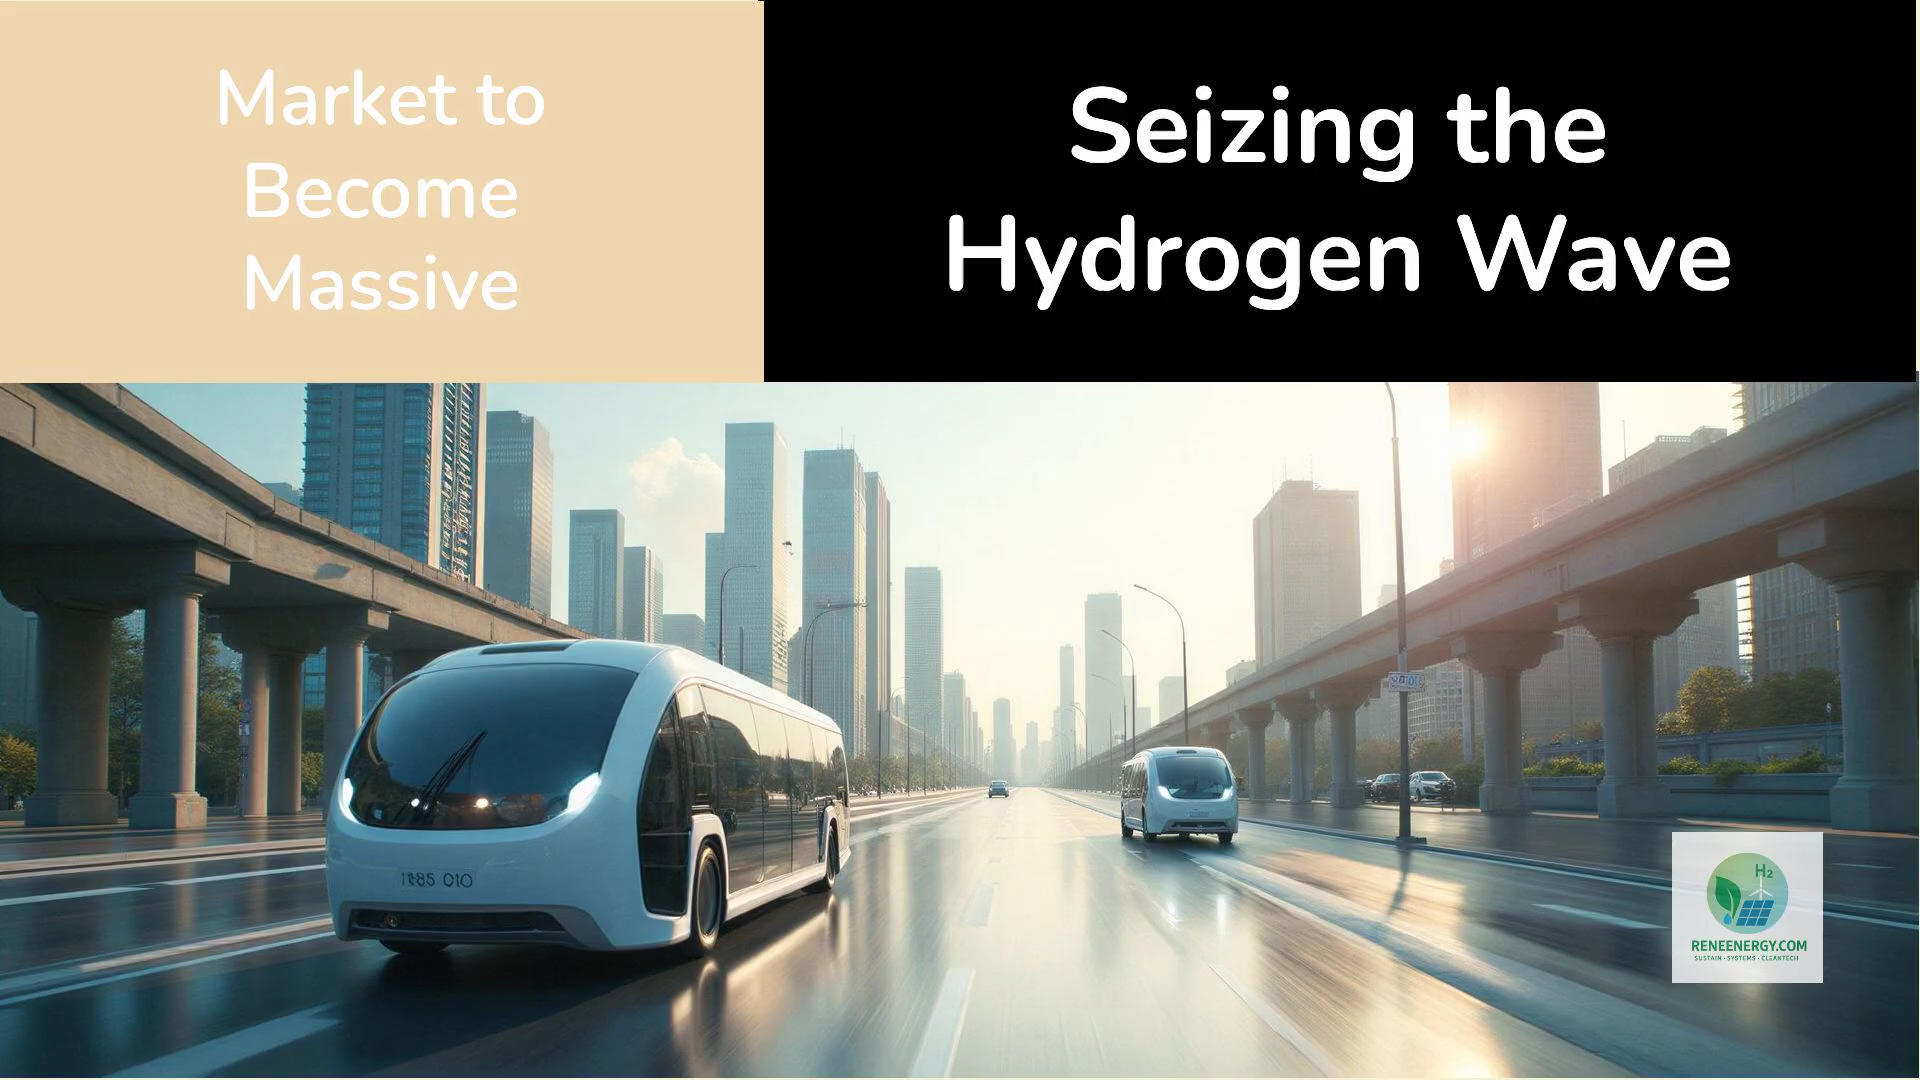 Market to
Become
Massive
Seizing the
Hydrogen Wave
H₂
RENEENERGY.COM
SUSTAIN · SYSTEMS · CLEANTECH